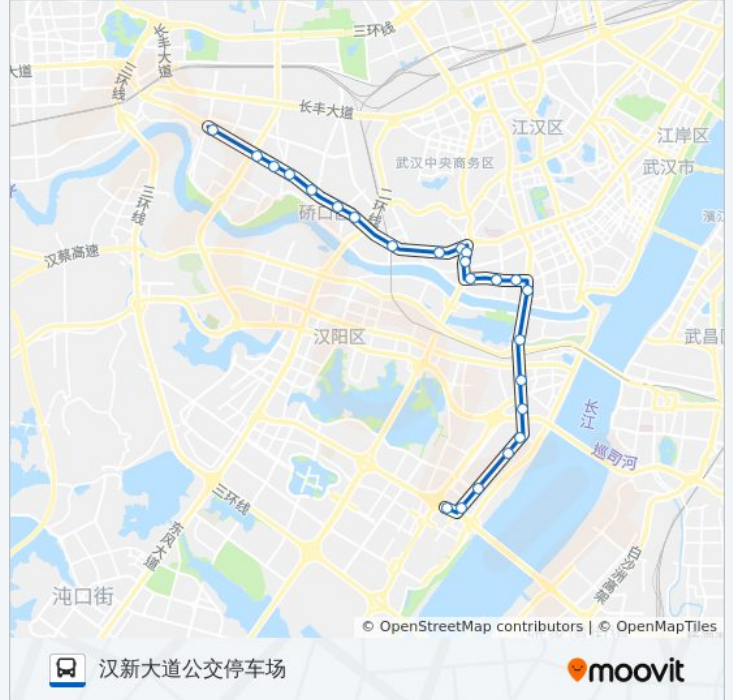 三环线
长丰大道
大道
三环线
长丰大道
江汉区
江岸区
武汉中央商务区
武汉市
三环线
二环线
硚口区
汉蔡高速
汉阳区
武昌
长江
巡司河
三环线
东风大道
白沙洲高架
沌口街
© OpenStreetMap contributors | © OpenMapTiles
汉新大道公交停车场
moovit